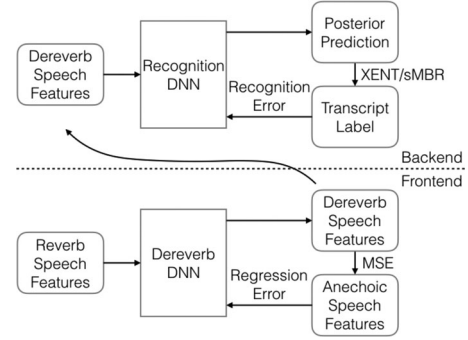 Dereverb
Speech
Features
Recognition
DNN
Posterior
Prediction
XENT/sMBR
Recognition
Error
Transcript
Label
Backend
Frontend
Reverb
Speech
Features
Dereverb
DNN
Dereverb
Speech
Features
MSE
Regression
Error
Anechoic
Speech
Features